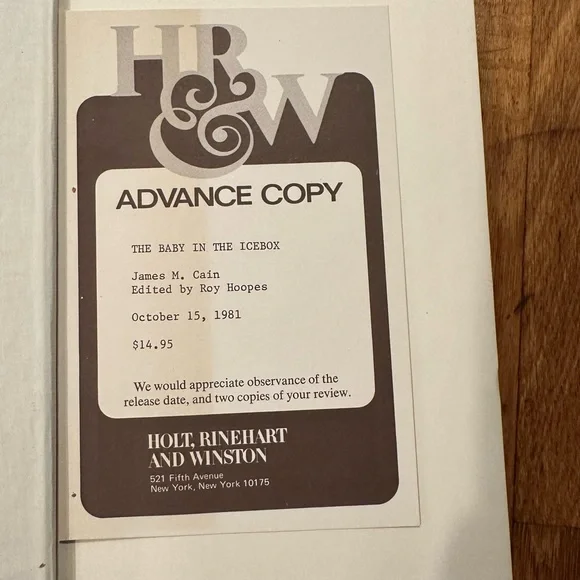 HR
&W
ADVANCE COPY
THE BABY IN THE ICEBOX
James M. Cain
Edited by Roy Hoopes
October 15, 1981
$14.95
We would appreciate observance of the
release date, and two copies of your review.
HOLT, RINEHART
AND WINSTON
521 Fifth Avenue
New York, New York 10175